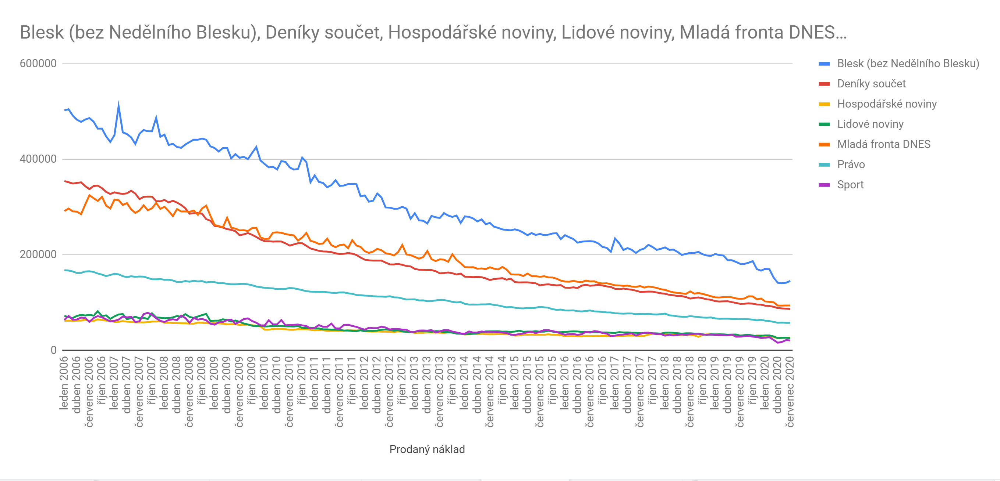 Blesk (bez Nedělního Blesku), Deníky součet, Hospodářské noviny, Lidové noviny, Mladá fronta DNES...
600000
400000
200000
0
Blesk (bez Nedělního Blesku)
Deníky součet
Hospodářské noviny
Lidové noviny
Mladá fronta DNES
Právo
Sport
leden 2006
duben 2006
červenec 2006
říjen 2006
leden 2007
duben 2007
červenec 2007
říjen 2007
leden 2008
duben 2008
červenec 2008
říjen 2008
leden 2009
duben 2009
červenec 2009
říjen 2009
leden 2010
duben 2010
červenec 2010
říjen 2010
leden 2011
duben 2011
červenec 2011
říjen 2011
leden 2012
duben 2012
červenec 2012
říjen 2012
leden 2013
duben 2013
červenec 2013
říjen 2013
leden 2014
duben 2014
červenec 2014
říjen 2014
leden 2015
duben 2015
červenec 2015
říjen 2015
leden 2016
duben 2016
červenec 2016
říjen 2016
leden 2017
duben 2017
červenec 2017
říjen 2017
leden 2018
duben 2018
červenec 2018
říjen 2018
leden 2019
duben 2019
červenec 2019
říjen 2019
leden 2020
duben 2020
červenec 2020
Prodaný náklad